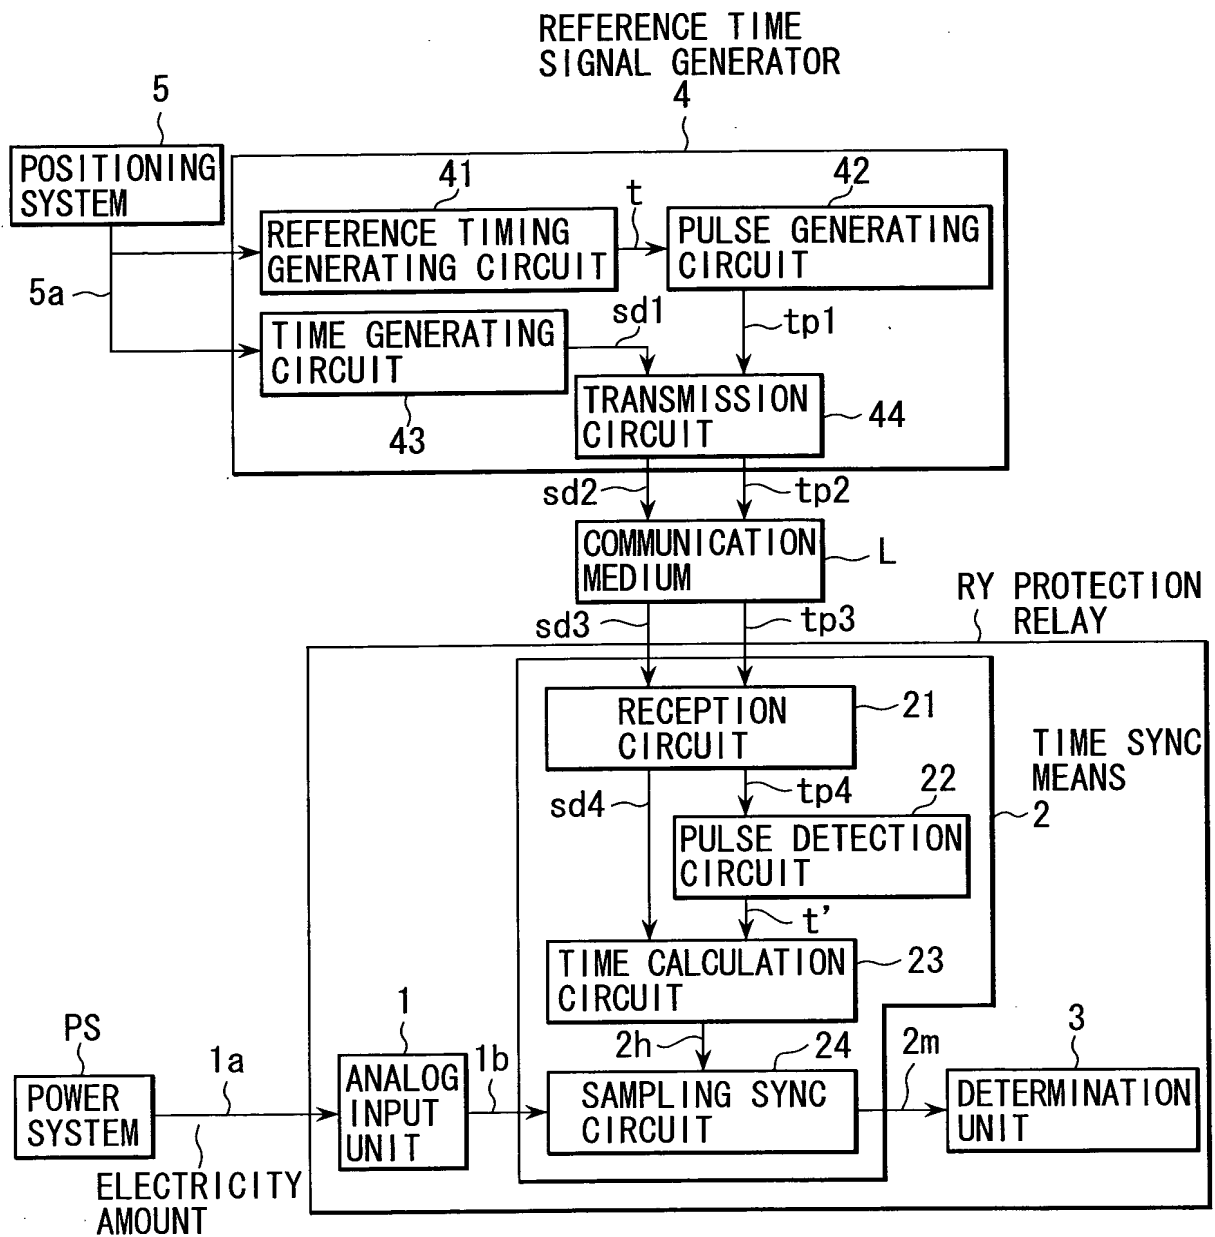 REFERENCE TIME
SIGNAL GENERATOR
4
5
POSITIONING
SYSTEM
41
t
42
REFERENCE TIMING
GENERATING CIRCUIT
PULSE GENERATING
CIRCUIT
5a
sd1
tp1
TIME GENERATING
CIRCUIT
43
TRANSMISSION
CIRCUIT
44
sd2
tp2
COMMUNICATION
MEDIUM
L
RY PROTECTION
RELAY
sd3
tp3
RECEPTION
CIRCUIT
21
TIME SYNC
MEANS
2
sd4
tp4
22
PULSE DETECTION
CIRCUIT
t'
TIME CALCULATION
CIRCUIT
23
PS
1a
1
1b
2h
24
2m
3
POWER
SYSTEM
ANALOG
INPUT
UNIT
SAMPLING SYNC
CIRCUIT
DETERMINATION
UNIT
ELECTRICITY
AMOUNT